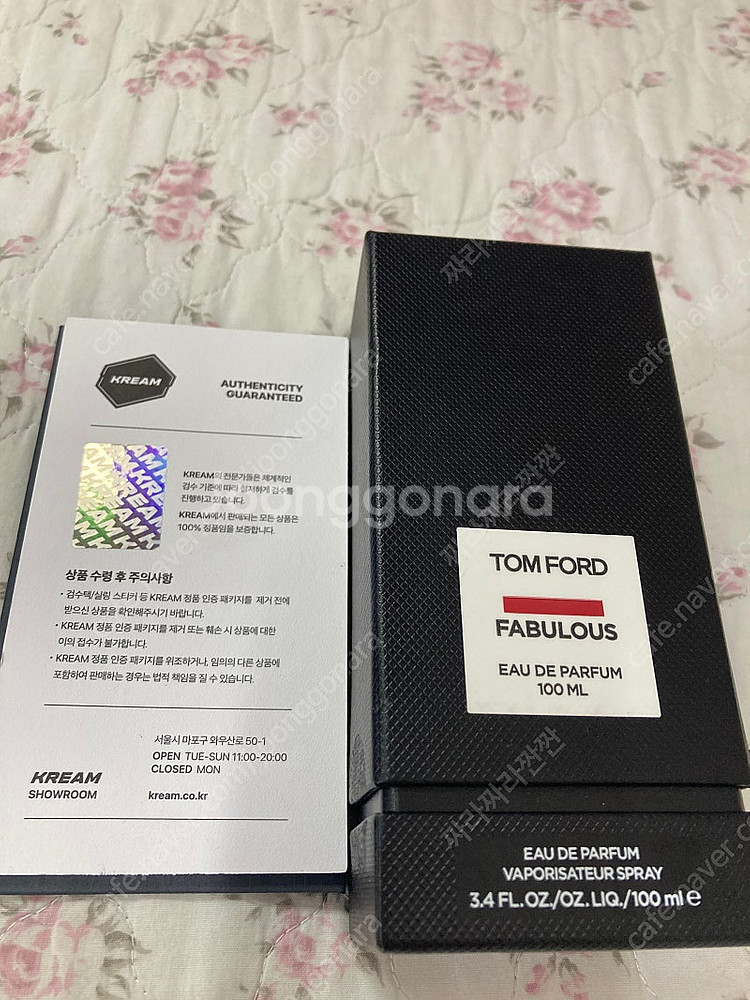 KREAM
AUTHENTICITY
GUARANTEED
KREAM의 전문가들은 체계적인
검수 기준에 따라 철저하게 검수를
진행하고 있습니다.
KREAM에서 판매되는 모든 상품은
100% 정품임을 보증합니다.
상품 수령 후 주의사항
• 검수택/실링 스티커 등 KREAM 정품 인증 패키지를 제거 전에
받으신 상품을 확인해주시기 바랍니다.
• KREAM 정품 인증 패키지를 제거 또는 훼손 시 상품에 대한
이의 접수가 불가합니다.
• KREAM 정품 인증 패키지를 위조하거나, 임의의 다른 상품에
포함하여 판매하는 경우는 법적 책임을 질 수 있습니다.
서울시 마포구 와우산로 50-1
OPEN TUE-SUN 11:00-20:00
CLOSED MON
KREAM
SHOWROOM
kream.co.kr
TOM FORD
FABULOUS
EAU DE PARFUM
100 ML
EAU DE PARFUM
VAPORISATEUR SPRAY
3.4 FL.OZ./OZ. LIQ./100 ml e
joonggonara
cafe.naver.com/joonggonara
짜라짜라짠짠